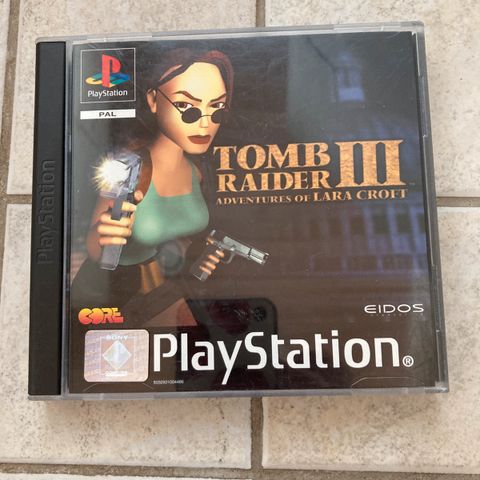 PlayStation
PlayStation
PAL
TOMB
RAIDER III
ADVENTURES OF LARA CROFT
CORE
EIDOS
SONY
PlayStation®